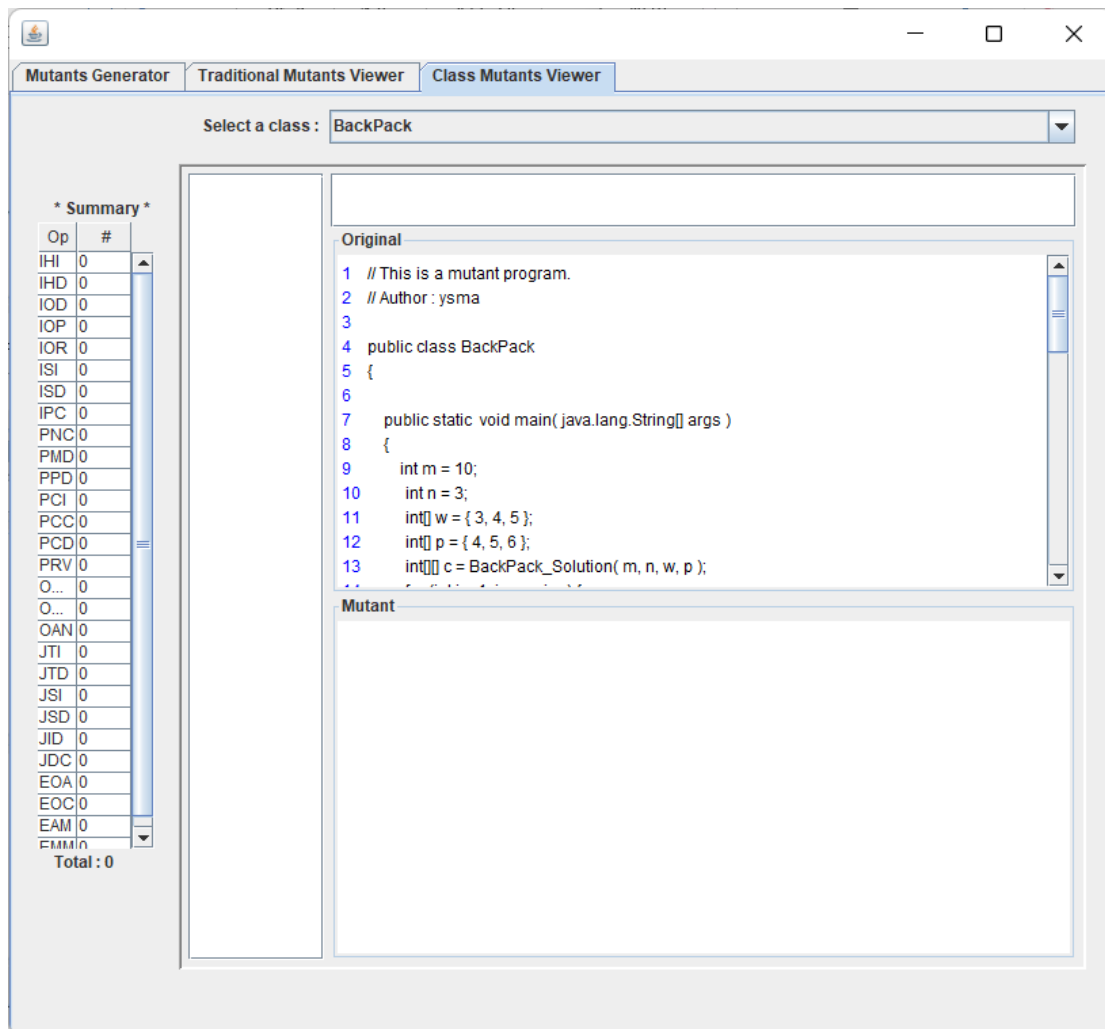 Mutants Generator Traditional Mutants Viewer Class Mutants Viewer
Select a class : BackPack
* Summary *
Op #
IHI 0
IHD 0
IOD 0
IOP 0
IOR 0
ISI 0
ISD 0
IPC 0
PNC 0
PMD 0
PPD 0
PCI 0
PCC 0
PCD 0
PRV 0
O... 0
O... 0
OAN 0
JTI 0
JTD 0
JSI 0
JSD 0
JID 0
JDC 0
EOA 0
EOC 0
EAM 0
EMM 0
Total : 0
Original
1 // This is a mutant program.
2 // Author : ysma
3
4 public class BackPack
5 {
6
7 public static void main( java.lang.String[] args )
8 {
9 int m = 10;
10 int n = 3;
11 int[] w = { 3, 4, 5 };
12 int[] p = { 4, 5, 6 };
13 int[][] c = BackPack_Solution( m, n, w, p );
Mutant